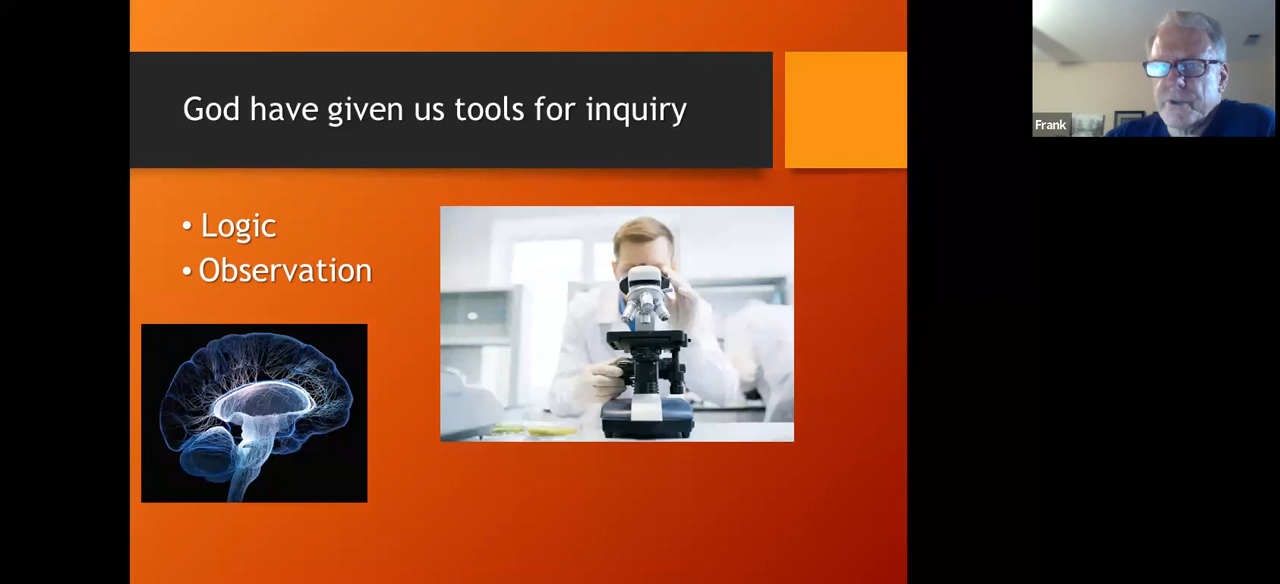 God have given us tools for inquiry
• Logic
• Observation
Frank